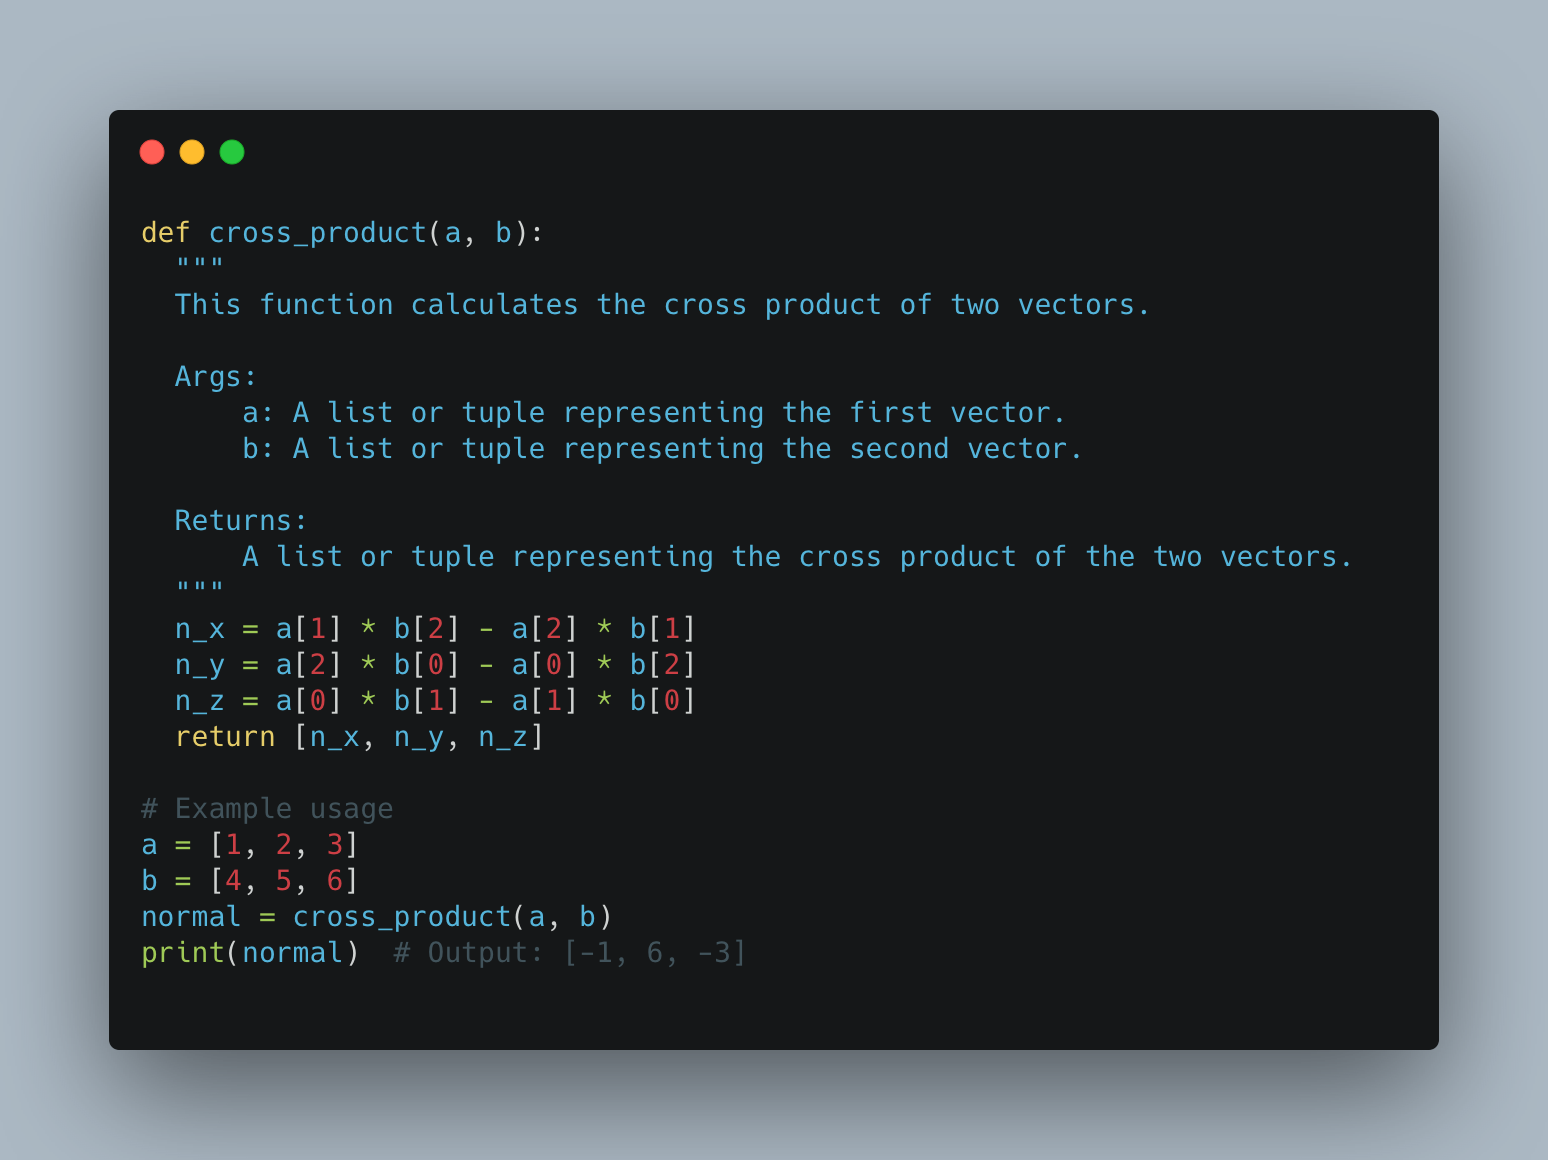 def cross_product(a, b):
  """
  This function calculates the cross product of two vectors.

  Args:
      a: A list or tuple representing the first vector.
      b: A list or tuple representing the second vector.

  Returns:
      A list or tuple representing the cross product of the two vectors.
  """
  n_x = a[1] * b[2] - a[2] * b[1]
  n_y = a[2] * b[0] - a[0] * b[2]
  n_z = a[0] * b[1] - a[1] * b[0]
  return [n_x, n_y, n_z]

# Example usage
a = [1, 2, 3]
b = [4, 5, 6]
normal = cross_product(a, b)
print(normal)  # Output: [-1, 6, -3]